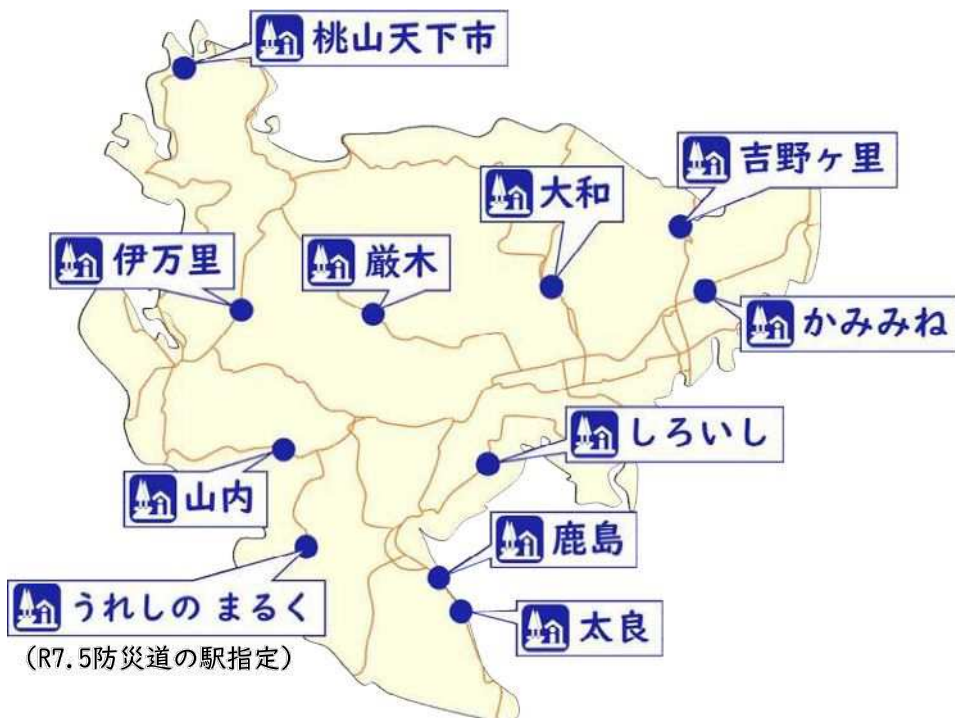 桃山天下市
吉野ヶ里
大和
伊万里
厳木
かみみね
しろいし
山内
鹿島
うれしの まるく
太良
(R7.5防災道の駅指定)